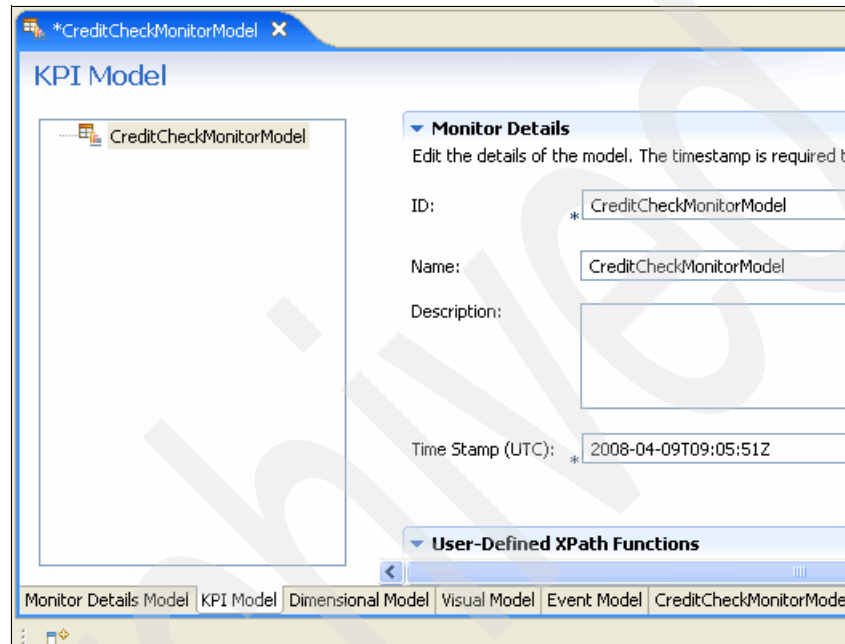 *CreditCheckMonitorModel
KPI Model
CreditCheckMonitorModel
Monitor Details
Edit the details of the model. The timestamp is required t
ID:
* CreditCheckMonitorModel
Name:
CreditCheckMonitorModel
Description:
Time Stamp (UTC):
* 2008-04-09T09:05:51Z
User-Defined XPath Functions
Monitor Details Model KPI Model Dimensional Model Visual Model Event Model CreditCheckMonitorMode